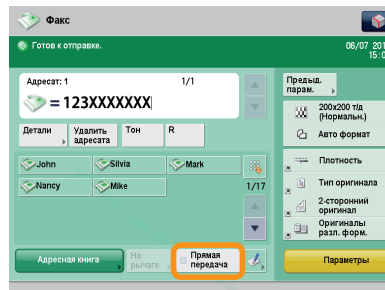 Факс
Готов к отправке.
06/07 201
15:0
Адресат: 1
1/1
= 123XXXXXXX
Детали
Удалить
адресата
Тон
R
John
Silvia
Mark
Nancy
Mike
1/17
Адресная книга
На
рычаге
Прямая
передача
Предыд.
парам.
200x200 т/д
(Нормальн.)
Авто формат
Плотность
Тип оригинала
2-сторонний
оригинал
Оригиналы
разл. форм.
Параметры